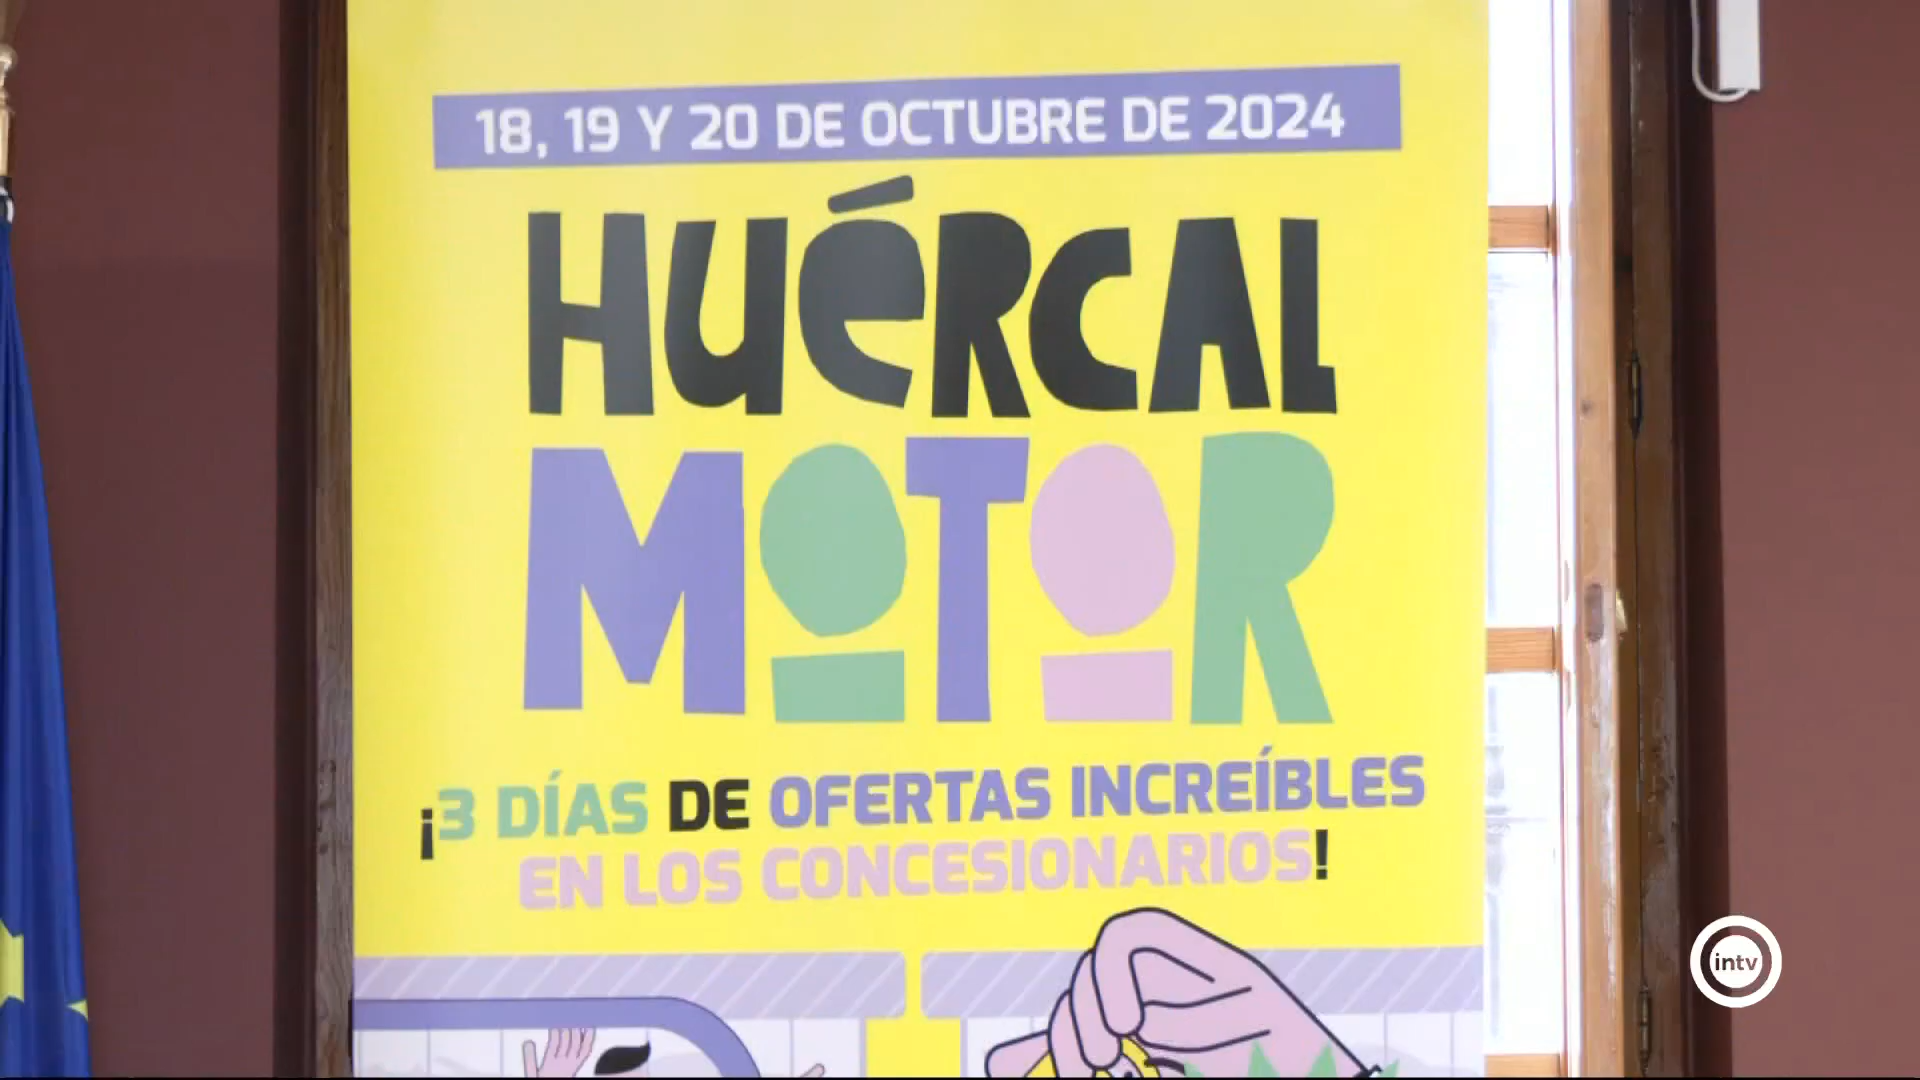 18, 19 Y 20 DE OCTUBRE DE 2024
HUéRCAL
MOTOR
¡3 DÍAS DE OFERTAS INCREÍBLES
EN LOS CONCESIONARIOS!
intv